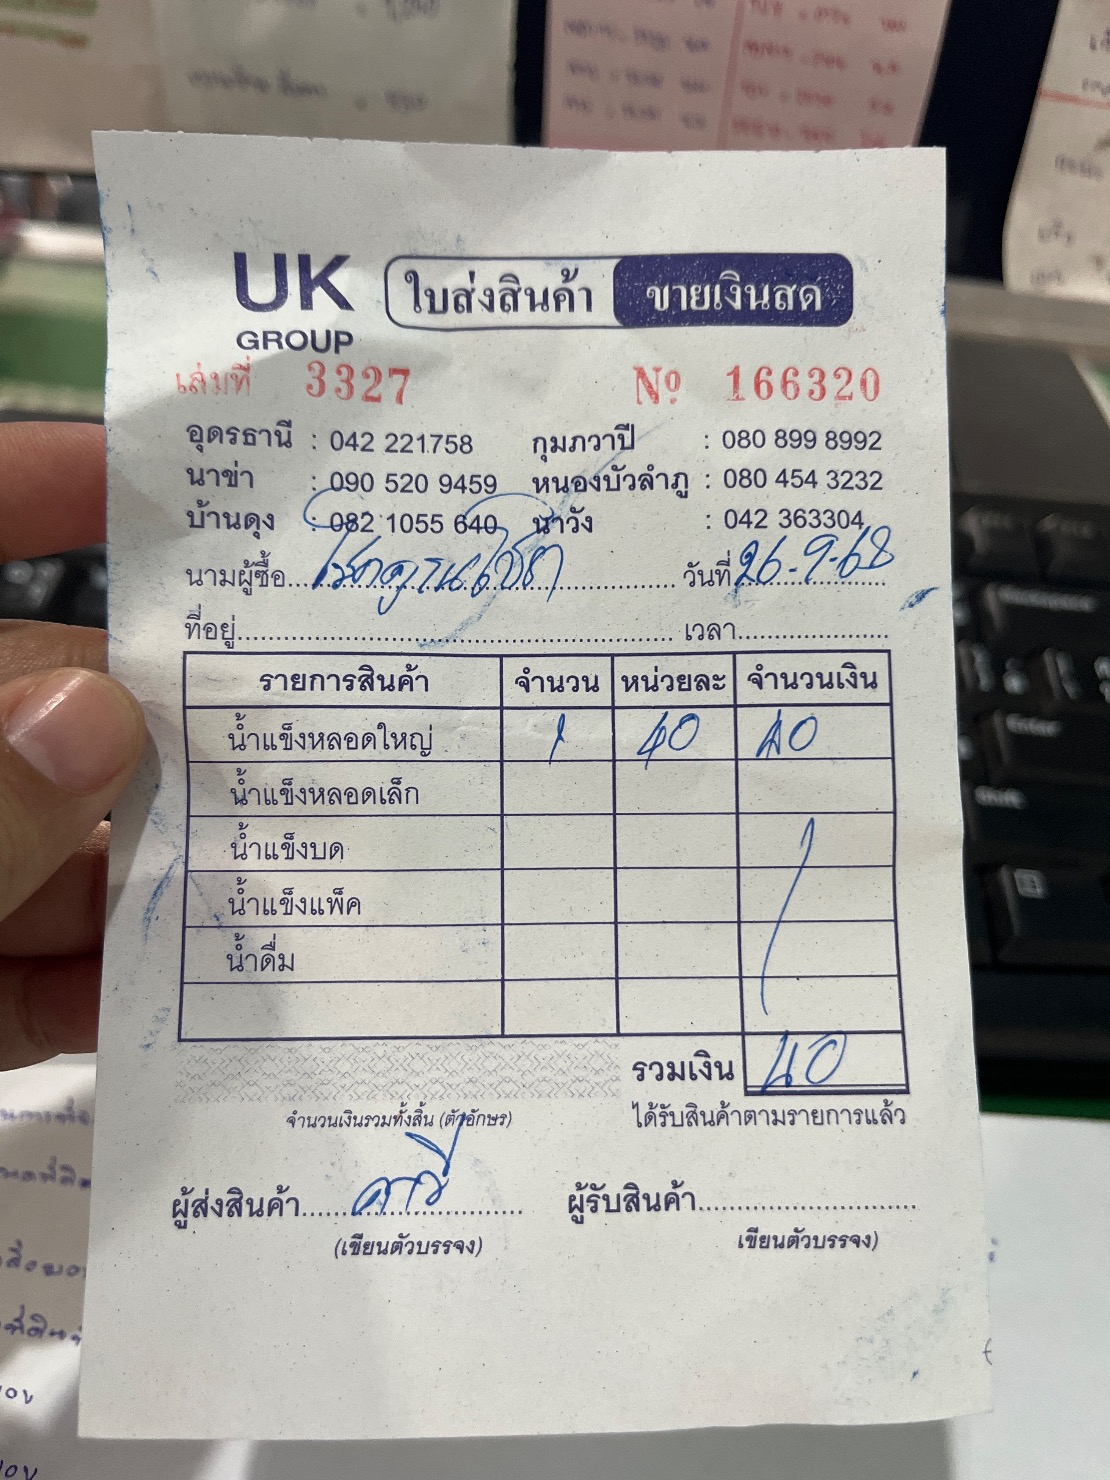 UK GROUP ใบส่งสินค้า ขายเงินสด
เล่มที่ 3327 Nº 166320
อุดรธานี : 042 221758 กุมภวาปี : 080 899 8992
นาข่า : 090 520 9459 หนองบัวลำภู : 080 454 3232
บ้านดุง : 082 1055 640 นาวัง : 042 363304
นามผู้ซื้อ วันที่ 26-9-68
ที่อยู่ เวลา
รายการสินค้า จำนวน หน่วยละ จำนวนเงิน
น้ำแข็งหลอดใหญ่ 1 40 40
น้ำแข็งหลอดเล็ก
น้ำแข็งบด
น้ำแข็งแพ็ค
น้ำดื่ม
รวมเงิน 40
จำนวนเงินรวมทั้งสิ้น (ตัวอักษร) ได้รับสินค้าตามรายการแล้ว
ผู้ส่งสินค้า ผู้รับสินค้า
(เขียนตัวบรรจง) เขียนตัวบรรจง)